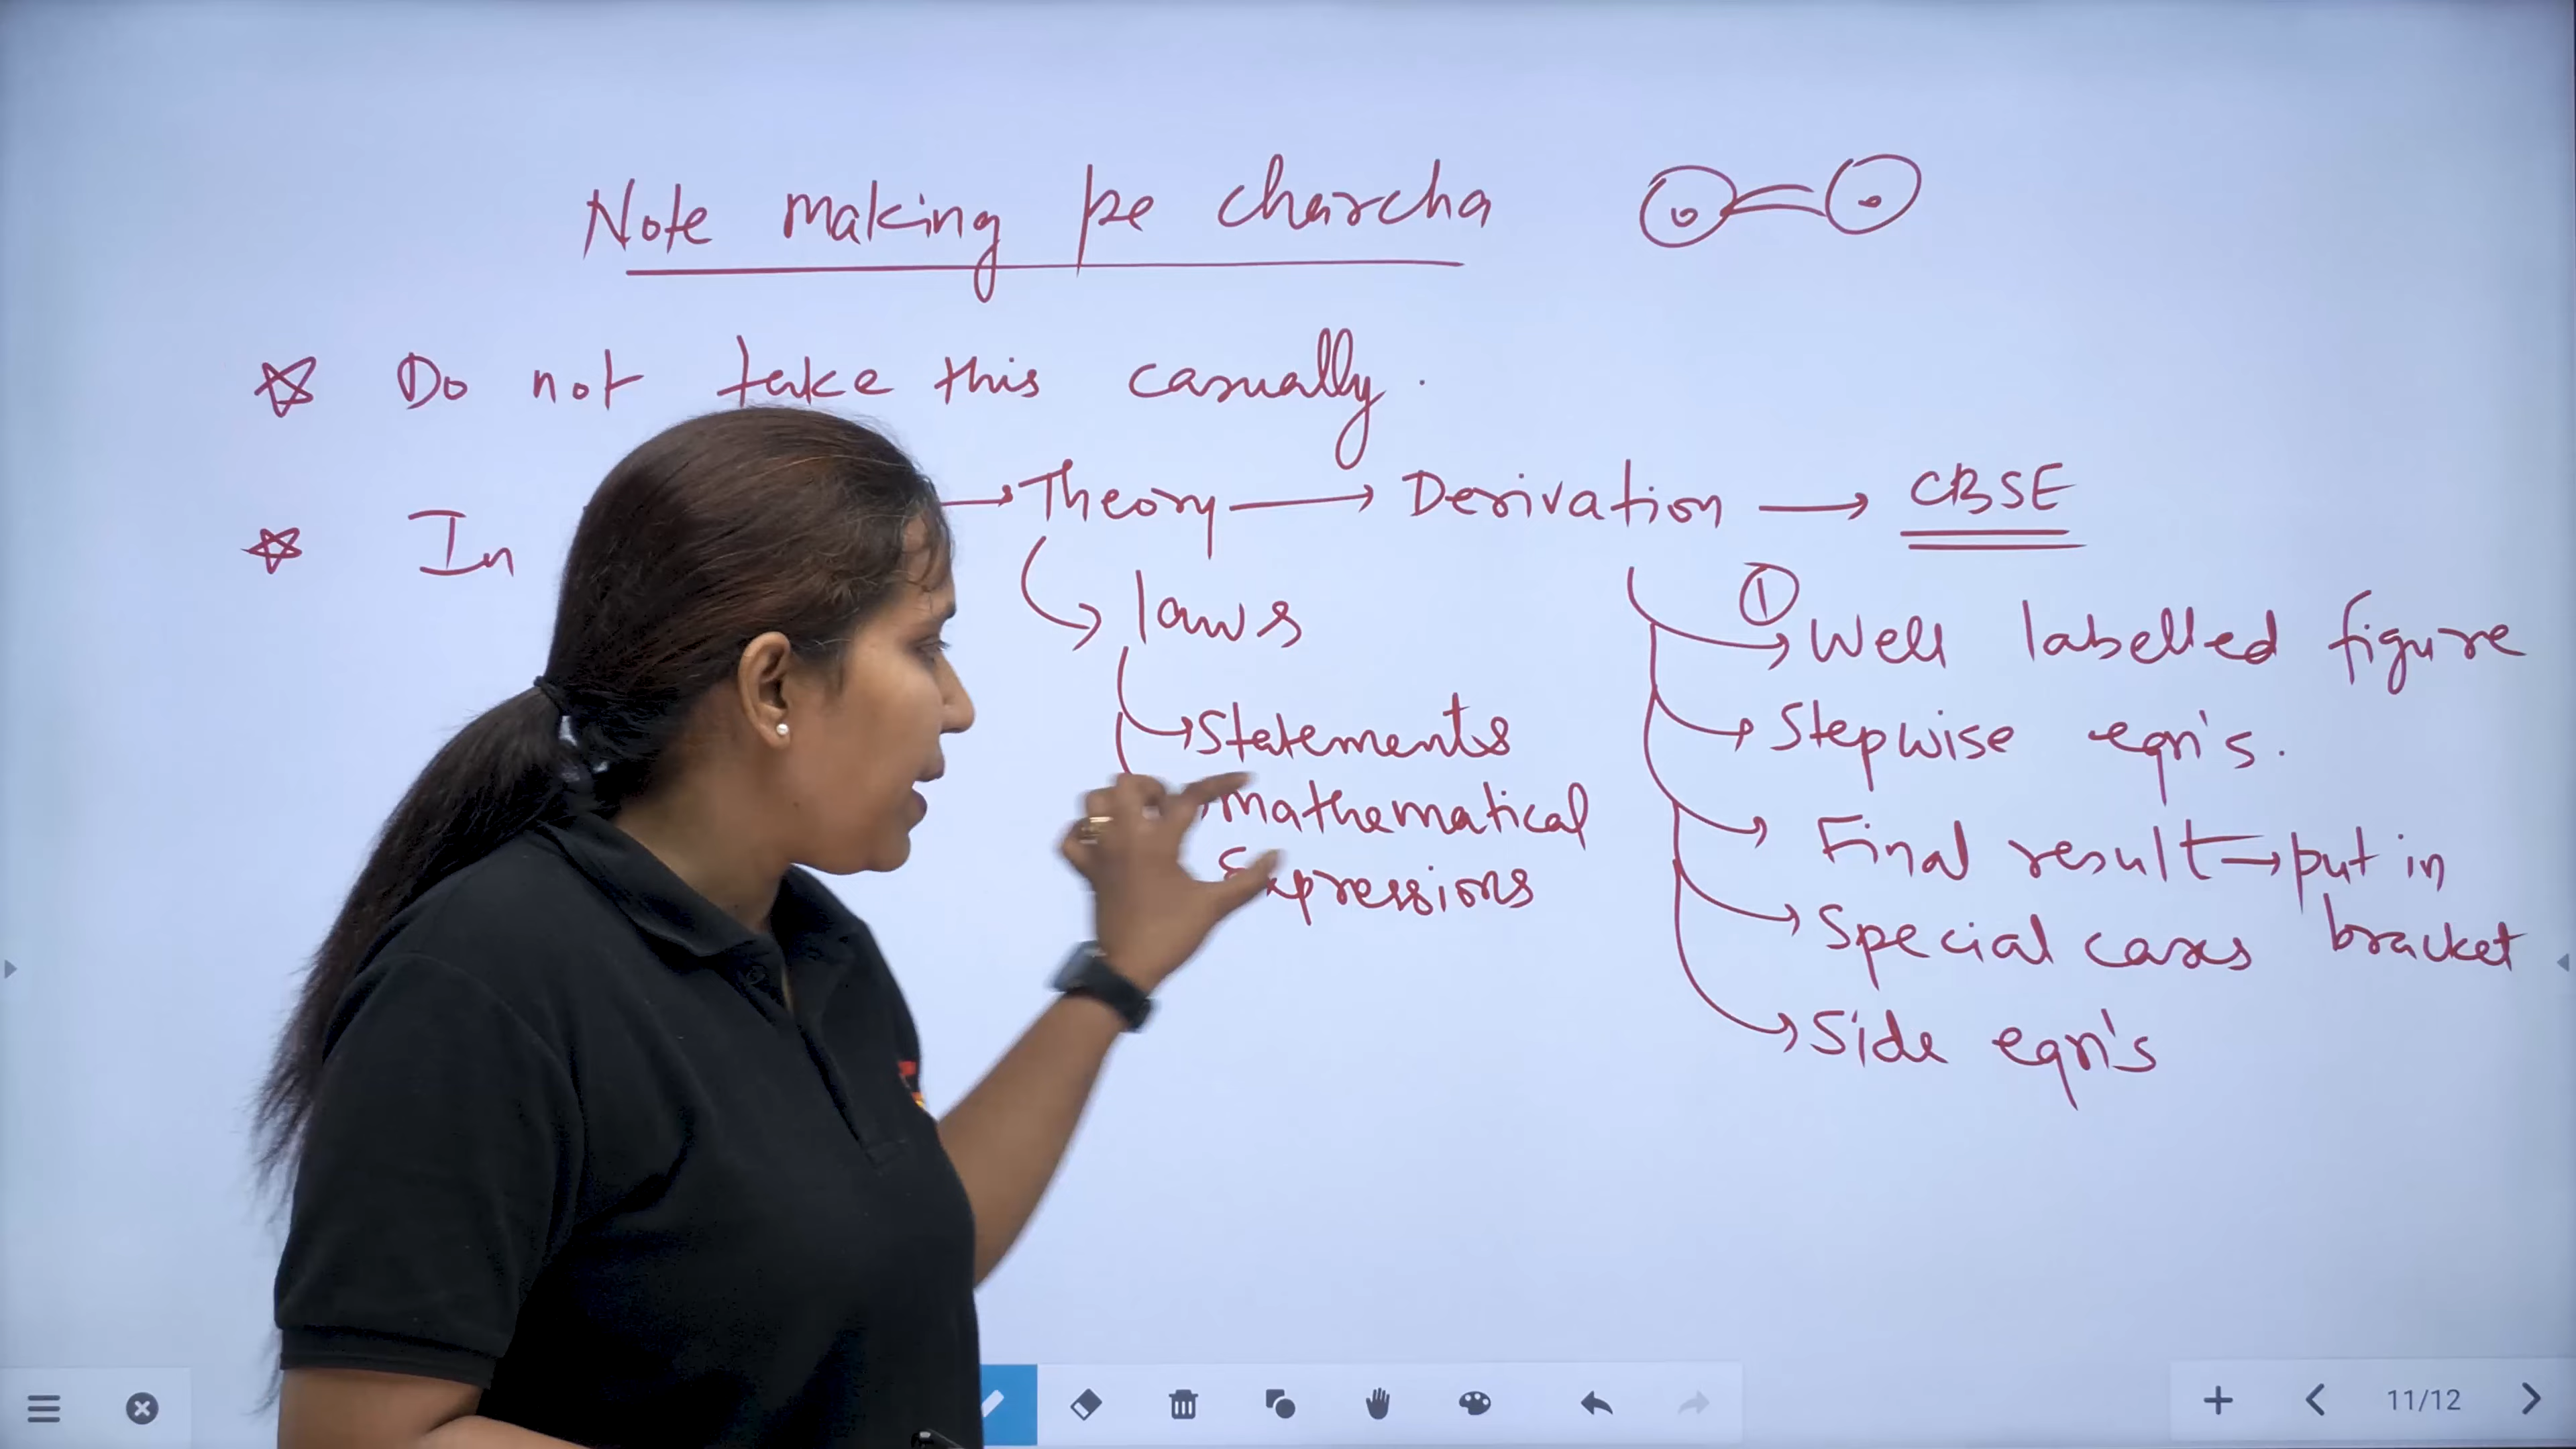 Note making pe charcha
Do not take this casually.
In → Theory → Derivation → CBSE
laws
Statements
Mathematical
Expressions
① Well labelled figure
Stepwise eqn's.
Final result → put in
bracket
Special cases
Side eqn's
11/12